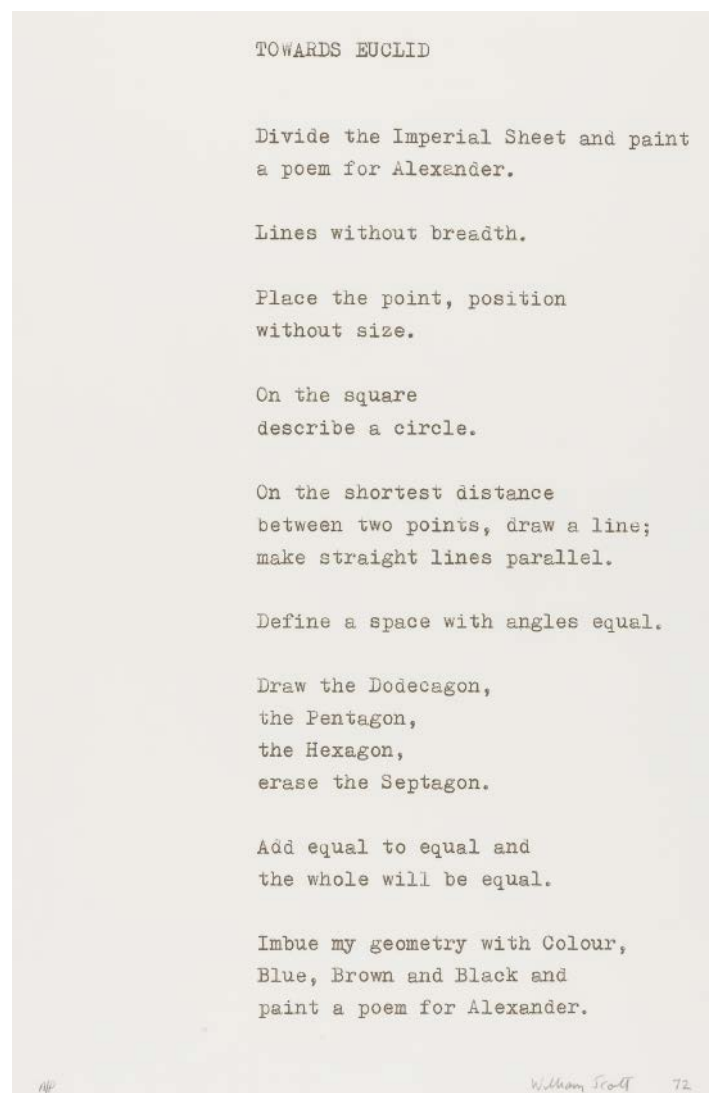 TOWARDS EUCLID
Divide the Imperial Sheet and paint
a poem for Alexander.
Lines without breadth.
Place the point, position
without size.
On the square
describe a circle.
On the shortest distance
between two points, draw a line;
make straight lines parallel.
Define a space with angles equal.
Draw the Dodecagon,
the Pentagon,
the Hexagon,
erase the Septagon.
Add equal to equal and
the whole will be equal.
Imbue my geometry with Colour,
Blue, Brown and Black and
paint a poem for Alexander.
William Scott 72